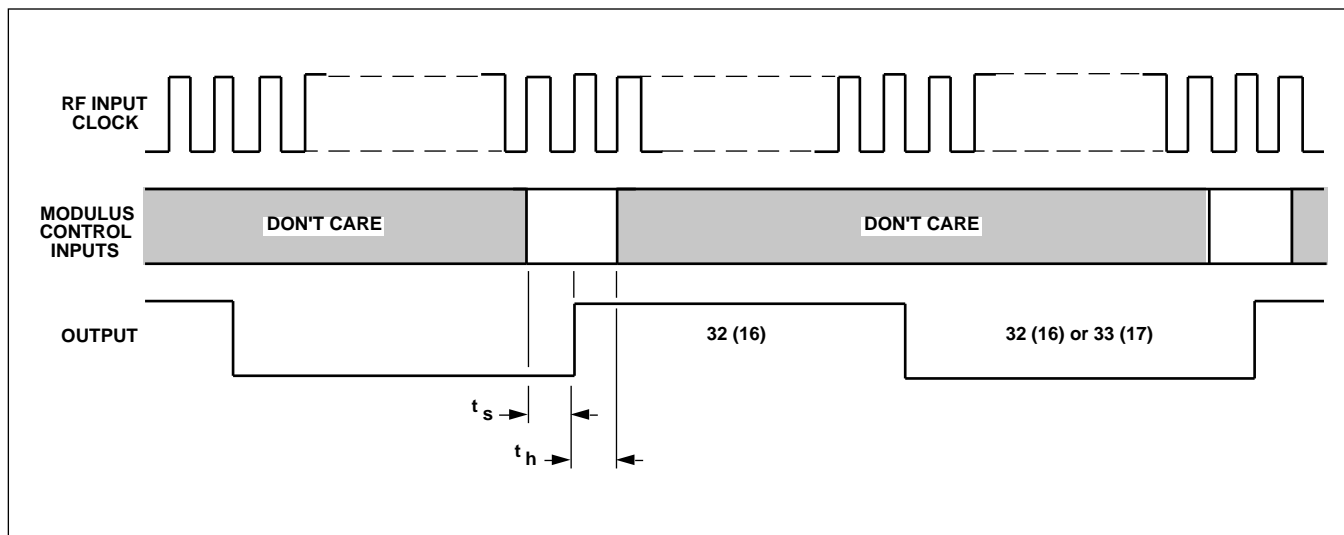 RF INPUT
CLOCK
MODULUS
CONTROL
INPUTS
DON'T CARE
DON'T CARE
OUTPUT
32 (16)
32 (16) or 33 (17)
t s
t h